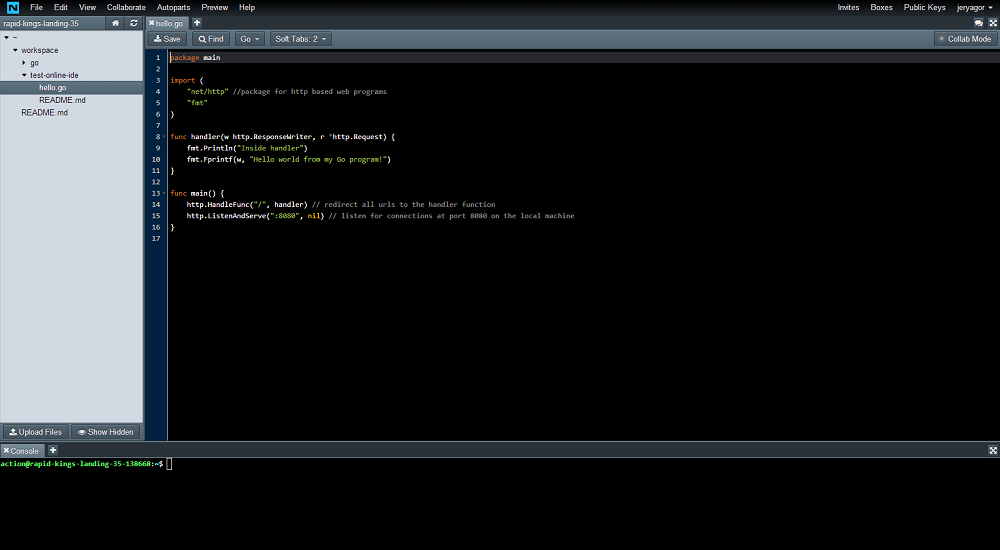 N File Edit View Collaborate Autoparts Preview Help Invites Boxes Public Keys jeryagor
rapid-kings-landing-35
hello.go
~
workspace
go
test-online-ide
hello.go
README.md
README.md
Upload Files Show Hidden
Save Find Go Soft Tabs: 2 Collab Mode
1 package main
2
3 import (
4 "net/http" //package for http based web programs
5 "fmt"
6 )
7
8 func handler(w http.ResponseWriter, r *http.Request) {
9 fmt.Println("Inside handler")
10 fmt.Fprintf(w, "Hello world from my Go program!")
11 }
12
13 func main() {
14 http.HandleFunc("/", handler) // redirect all urls to the handler function
15 http.ListenAndServe(":8080", nil) // listen for connections at port 8080 on the local machine
16 }
17
Console
action@rapid-kings-landing-35-138668:~$